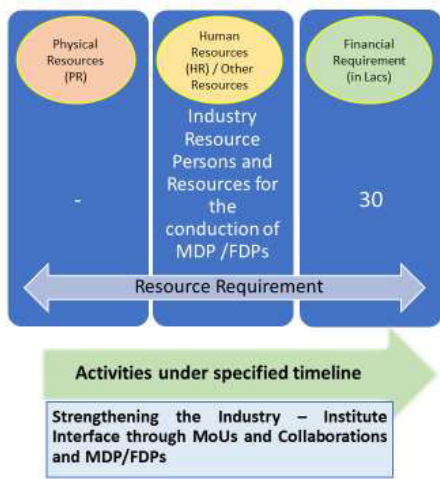 Physical
Resources
(PR)
Human
Resources
(HR) / Other
Resources
Financial
Requirement
(in Lacs)
-
Industry
Resource
Persons and
Resources for
the
conduction of
MDP /FDPs
30
Resource Requirement
Activities under specified timeline
Strengthening the Industry – Institute
Interface through MoUs and Collaborations
and MDP/FDPs